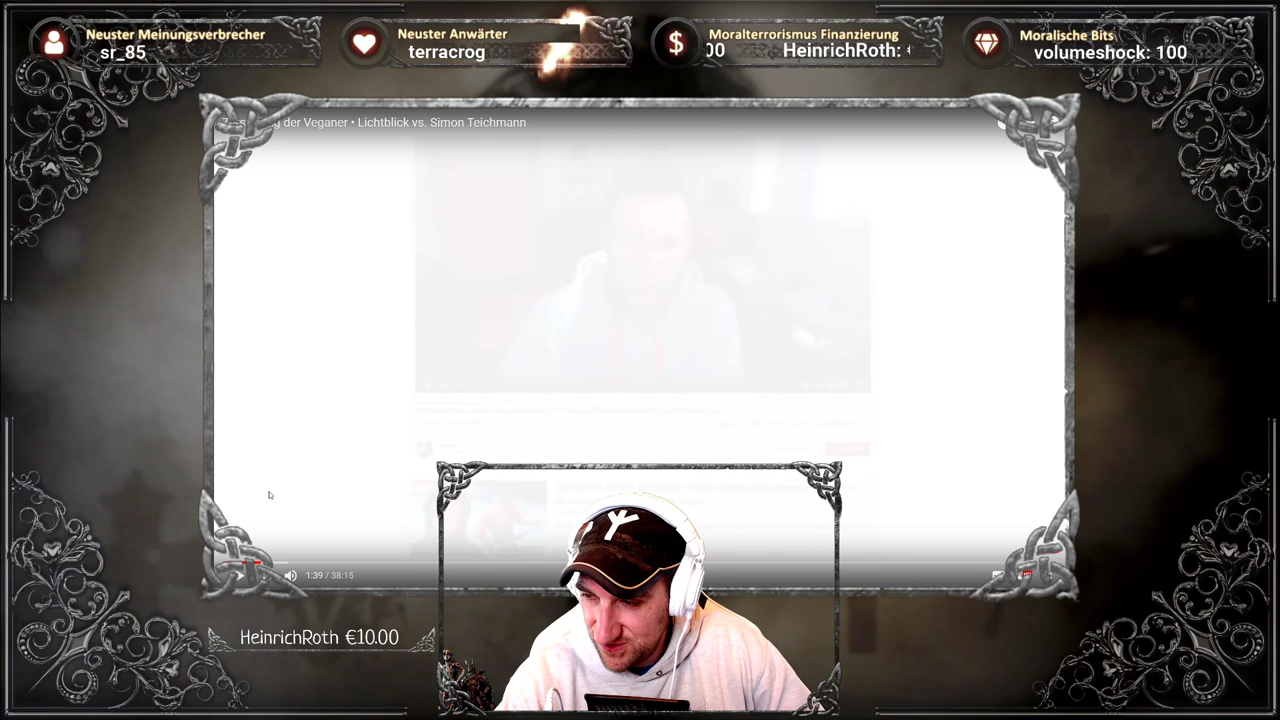 Neuster Meinungsverbrecher
sr_85
Neuster Anwärter
terracrog
Moralterrorismus Finanzierung
00 HeinrichRoth:
Moralische Bits
volumeshock: 100
der Veganer • Lichtblick vs. Simon Teichmann
1:39 / 38:15
HeinrichRoth €10.00